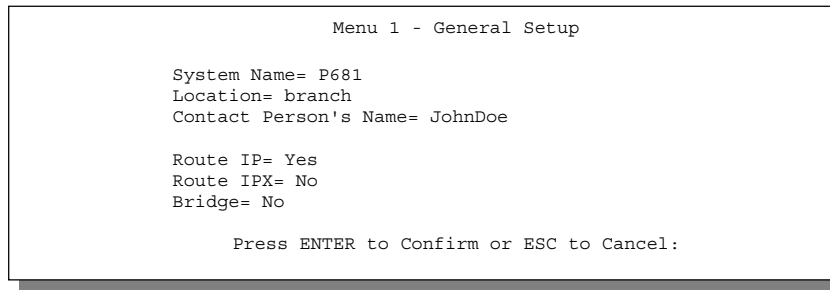 Menu 1 - General Setup
System Name= P681
Location= branch
Contact Person's Name= JohnDoe
Route IP= Yes
Route IPX= No
Bridge= No
Press ENTER to Confirm or ESC to Cancel: